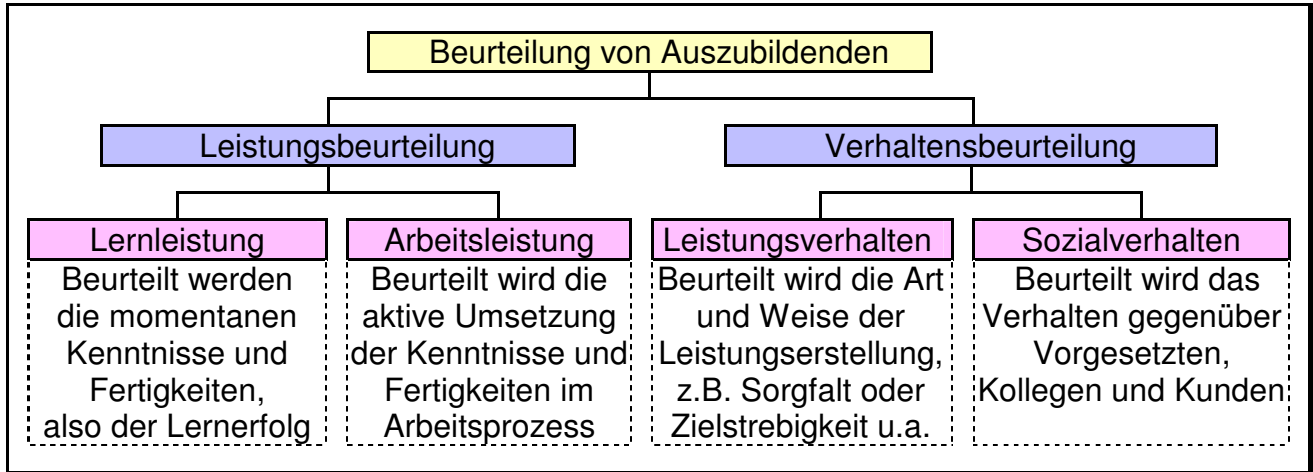 Beurteilung von Auszubildenden
Leistungsbeurteilung
Verhaltensbeurteilung
Lernleistung
Beurteilt werden
die momentanen
Kenntnisse und
Fertigkeiten,
also der Lernerfolg
Arbeitsleistung
Beurteilt wird die
aktive Umsetzung
der Kenntnisse und
Fertigkeiten im
Arbeitsprozess
Leistungsverhalten
Beurteilt wird die Art
und Weise der
Leistungserstellung,
z.B. Sorgfalt oder
Zielstrebigkeit u.a.
Sozialverhalten
Beurteilt wird das
Verhalten gegenüber
Vorgesetzten,
Kollegen und Kunden